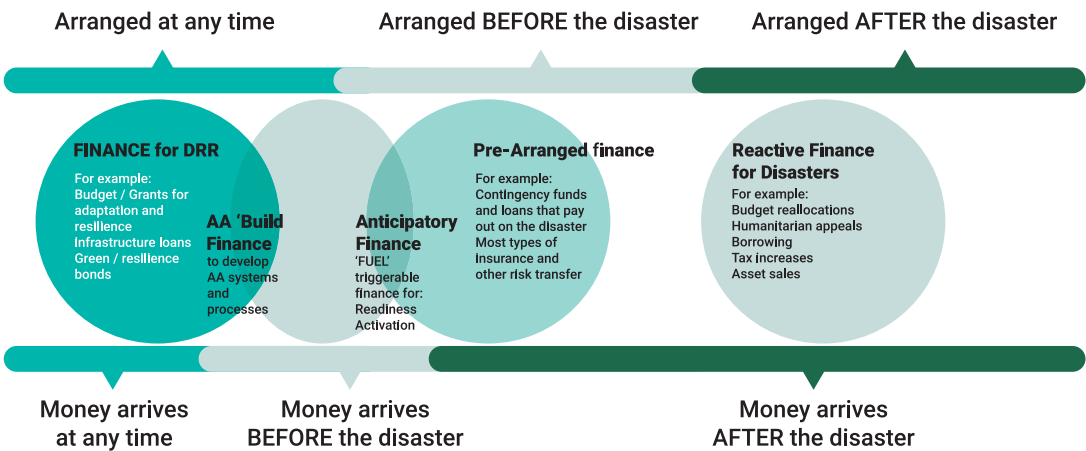 Arranged at any time
Arranged BEFORE the disaster
Arranged AFTER the disaster
FINANCE for DRR
For example:
Budget / Grants for
adaptation and
resilience
Infrastructure loans
Green / resilience
bonds
AA ‘Build
Finance
to develop
AA systems
and
processes
Anticipatory
Finance
‘FUEL’
triggerable
finance for:
Readiness
Activation
Pre-Arranged finance
For example:
Contingency funds
and loans that pay
out on the disaster
Most types of
insurance and
other risk transfer
Reactive Finance
for Disasters
For example:
Budget reallocations
Humanitarian appeals
Borrowing
Tax increases
Asset sales
Money arrives
at any time
Money arrives
BEFORE the disaster
Money arrives
AFTER the disaster